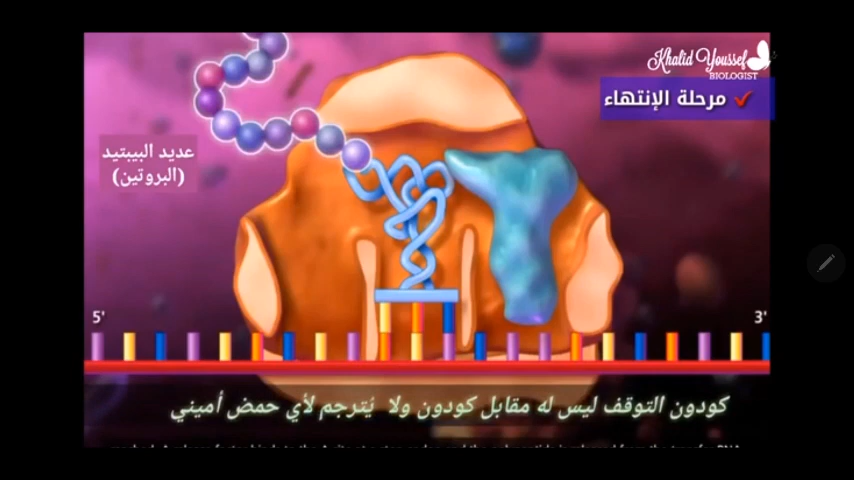 Khalid Youssef
BIOLOGIST
مرحلة الإنتهاء
عديد البيبتيد
(البروتين)
5'
3'
كودون التوقف ليس له مقابل كودون ولا يُترجم لأي حمض أميني